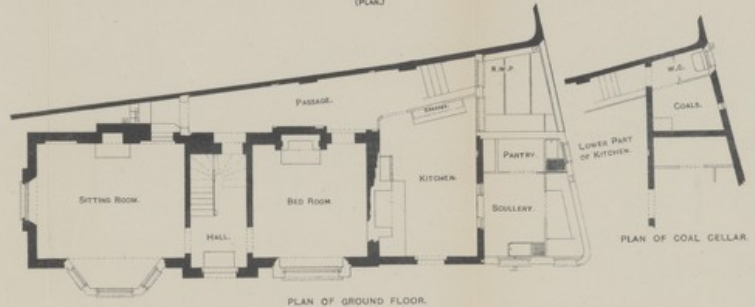 (PLAN)
R.W.P
W.C.
PASSAGE.
COALS.
DRESSER.
LOWER PART
OF KITCHEN.
PANTRY.
KITCHEN.
SITTING ROOM.
BED ROOM.
SCULLERY.
HALL.
PLAN OF COAL CELLAR.
PLAN OF GROUND FLOOR.